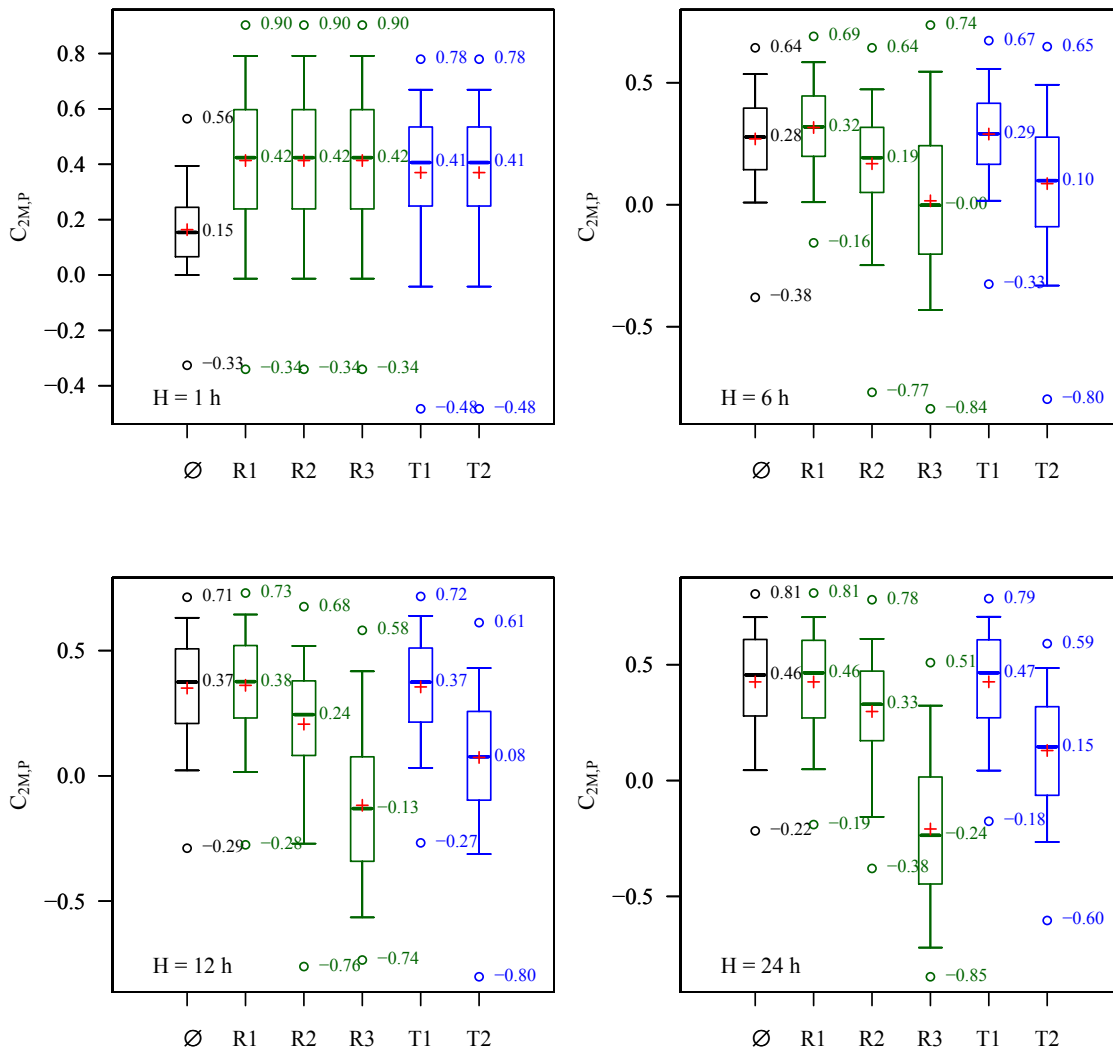 0.90 0.90 0.90
0.8
0.78 0.78
0.6
0.56
0.4
0.42 0.42 0.42 0.41 0.41
C2M,P
0.2
0.15
0.0
−0.2
−0.33
−0.34 −0.34 −0.34
−0.4
H = 1 h
−0.48 −0.48
∅ R1 R2 R3 T1 T2
0.74
0.69
0.67
0.64 0.64 0.65
0.5
0.32
0.28 0.29
0.19
0.10
0.0
−0.00
C2M,P
−0.16
−0.33
−0.38
−0.5
−0.77
H = 6 h
−0.80
−0.84
∅ R1 R2 R3 T1 T2
0.71 0.73 0.72
0.68
0.61
0.58
0.5
0.37 0.38 0.37
0.24
0.08
0.0
C2M,P
−0.13
−0.29 −0.28 −0.27
−0.5
H = 12 h
−0.76 −0.74
−0.80
∅ R1 R2 R3 T1 T2
0.81 0.81 0.78 0.79
0.59
0.5
0.51
0.46 0.46 0.47
0.33
0.15
0.0
C2M,P
−0.22 −0.19 −0.18
−0.24
−0.38
−0.5
−0.60
H = 24 h
−0.85
∅ R1 R2 R3 T1 T2